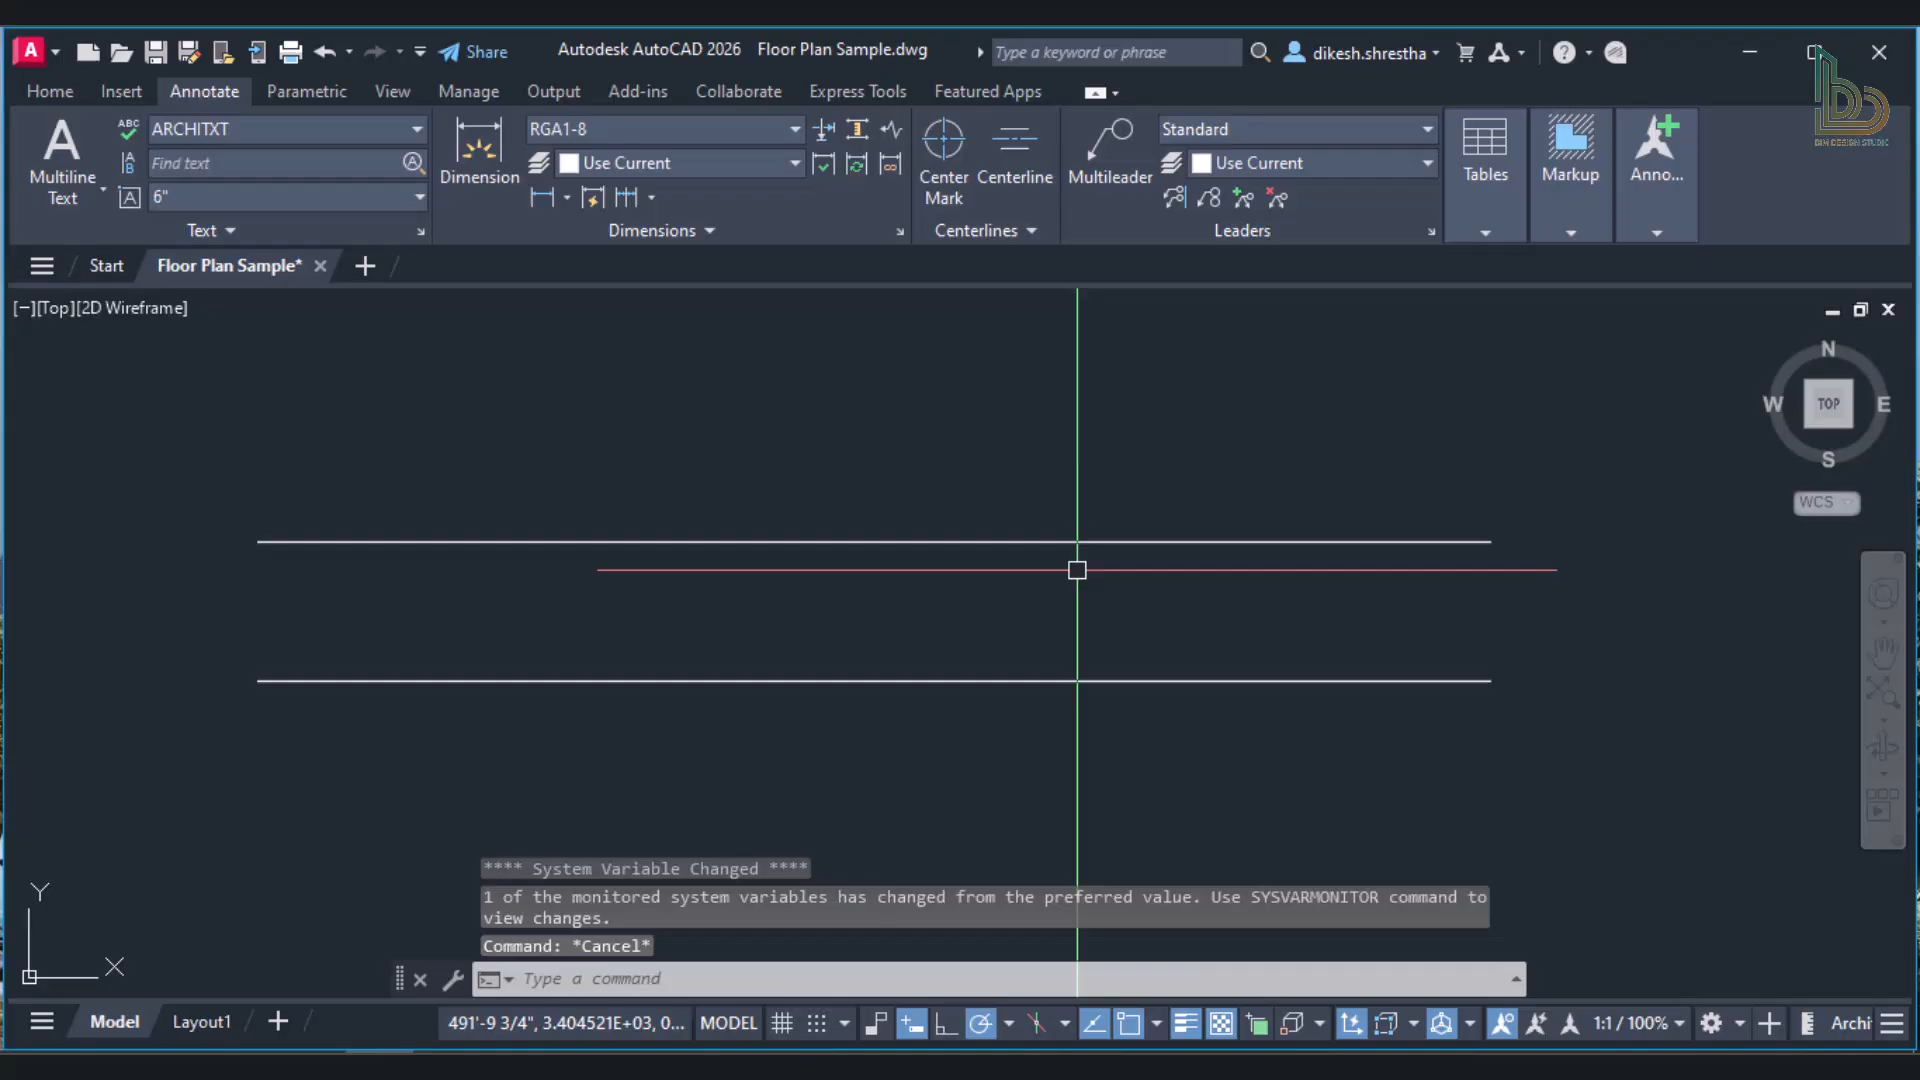 A
Share
Autodesk AutoCAD 2026 Floor Plan Sample.dwg
Type a keyword or phrase
dikesh.shrestha
?
Home
Insert
Annotate
Parametric
View
Manage
Output
Add-ins
Collaborate
Express Tools
Featured Apps
BIM DESIGN STUDIO
A
Multiline
Text
ABC
ARCHITXT
Find text
6"
Text
Dimension
RGA1-8
Use Current
Dimensions
Center
Mark
Centerline
Centerlines
Multileader
Standard
Use Current
Leaders
Tables
Markup
Anno...
Start
Floor Plan Sample*
[−][Top][2D Wireframe]
N
W
TOP
E
S
WCS
**** System Variable Changed ****
1 of the monitored system variables has changed from the preferred value. Use SYSVARMONITOR command to
view changes.
Command: *Cancel*
Type a command
Y
X
Model
Layout1
491'-9 3/4", 3.404521E+03, 0...
MODEL
1:1 / 100%
Archi